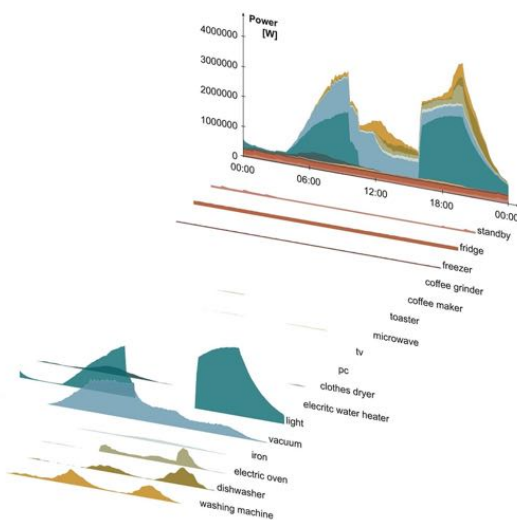 Power
[W]
4000000
3000000
2000000
1000000
0
00:00
06:00
12:00
18:00
00:00
standby
fridge
freezer
coffee grinder
coffee maker
toaster
microwave
tv
pc
clothes dryer
elecritc water heater
light
vacuum
iron
electric oven
dishwasher
washing machine